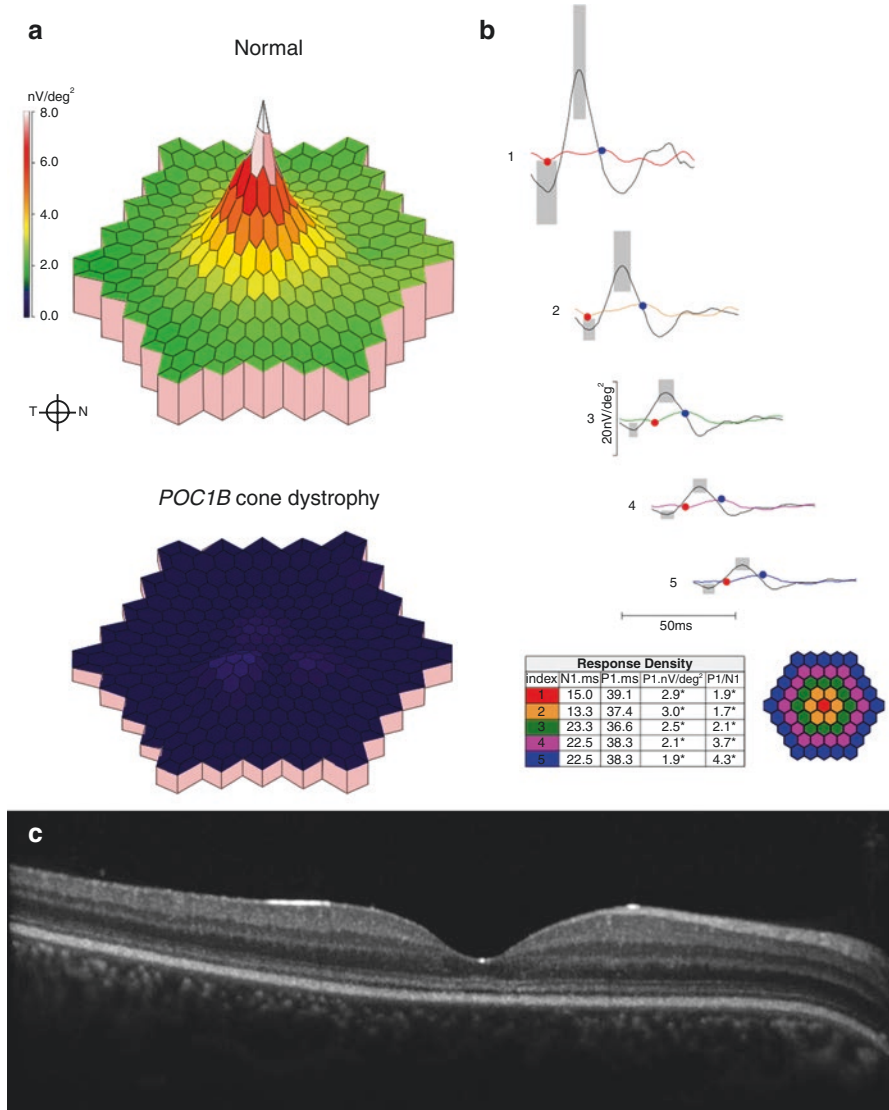 a
Normal
nV/deg²
8.0
6.0
4.0
2.0
0.0
T N
POC1B cone dystrophy
b
1
2
3
20nV/deg²
4
5
50ms
Response Density
index N1.ms P1.ms P1.nV/deg² P1/N1
1 15.0 39.1 2.9* 1.9*
2 13.3 37.4 3.0* 1.7*
3 23.3 36.6 2.5* 2.1*
4 22.5 38.3 2.1* 3.7*
5 22.5 38.3 1.9* 4.3*
c